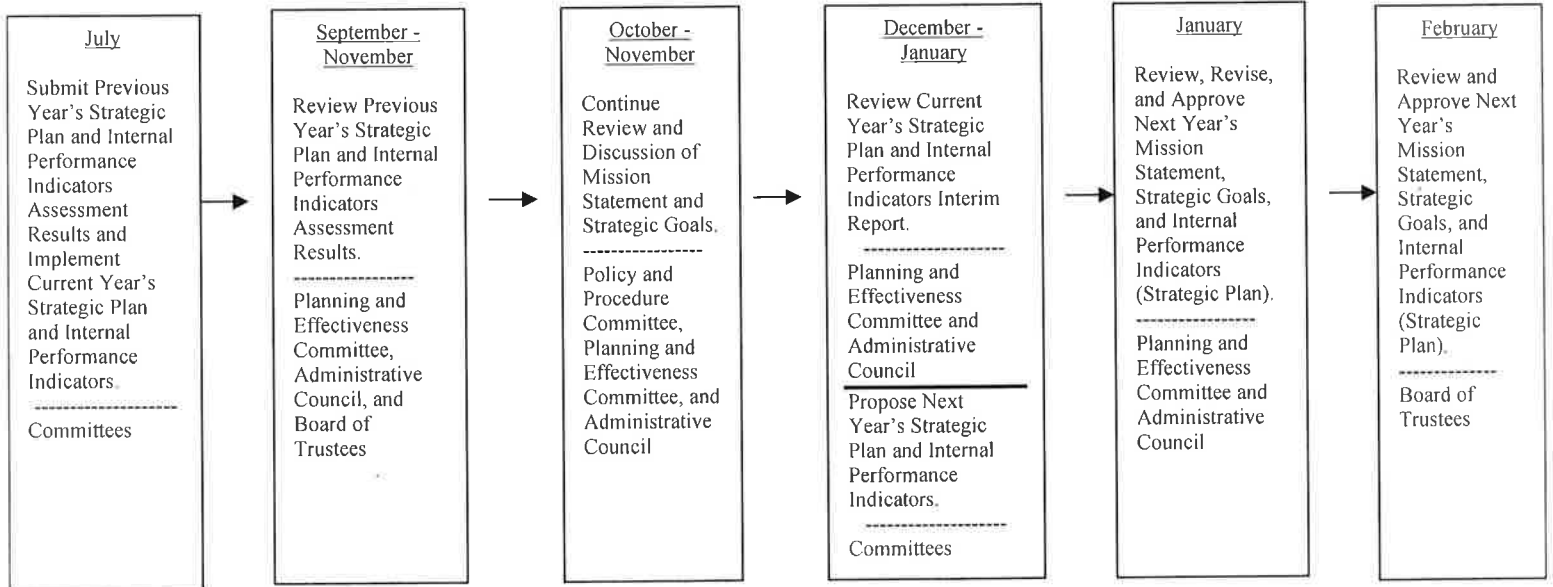 July
Submit Previous
Year's Strategic
Plan and Internal
Performance
Indicators
Assessment
Results and
Implement
Current Year's
Strategic Plan
and Internal
Performance
Indicators.
--------------------
Committees
September -
November
Review Previous
Year's Strategic
Plan and Internal
Performance
Indicators
Assessment
Results.
--------------------
Planning and
Effectiveness
Committee,
Administrative
Council, and
Board of
Trustees
October -
November
Continue
Review and
Discussion of
Mission
Statement and
Strategic Goals.
--------------------
Policy and
Procedure
Committee,
Planning and
Effectiveness
Committee, and
Administrative
Council
December -
January
Review Current
Year's Strategic
Plan and Internal
Performance
Indicators Interim
Report.
--------------------
Planning and
Effectiveness
Committee and
Administrative
Council
Propose Next
Year's Strategic
Plan and Internal
Performance
Indicators.
--------------------
Committees
January
Review, Revise,
and Approve
Next Year's
Mission
Statement,
Strategic Goals,
and Internal
Performance
Indicators
(Strategic Plan).
--------------------
Planning and
Effectiveness
Committee and
Administrative
Council
February
Review and
Approve Next
Year's
Mission
Statement,
Strategic
Goals, and
Internal
Performance
Indicators
(Strategic
Plan).
--------------------
Board of
Trustees